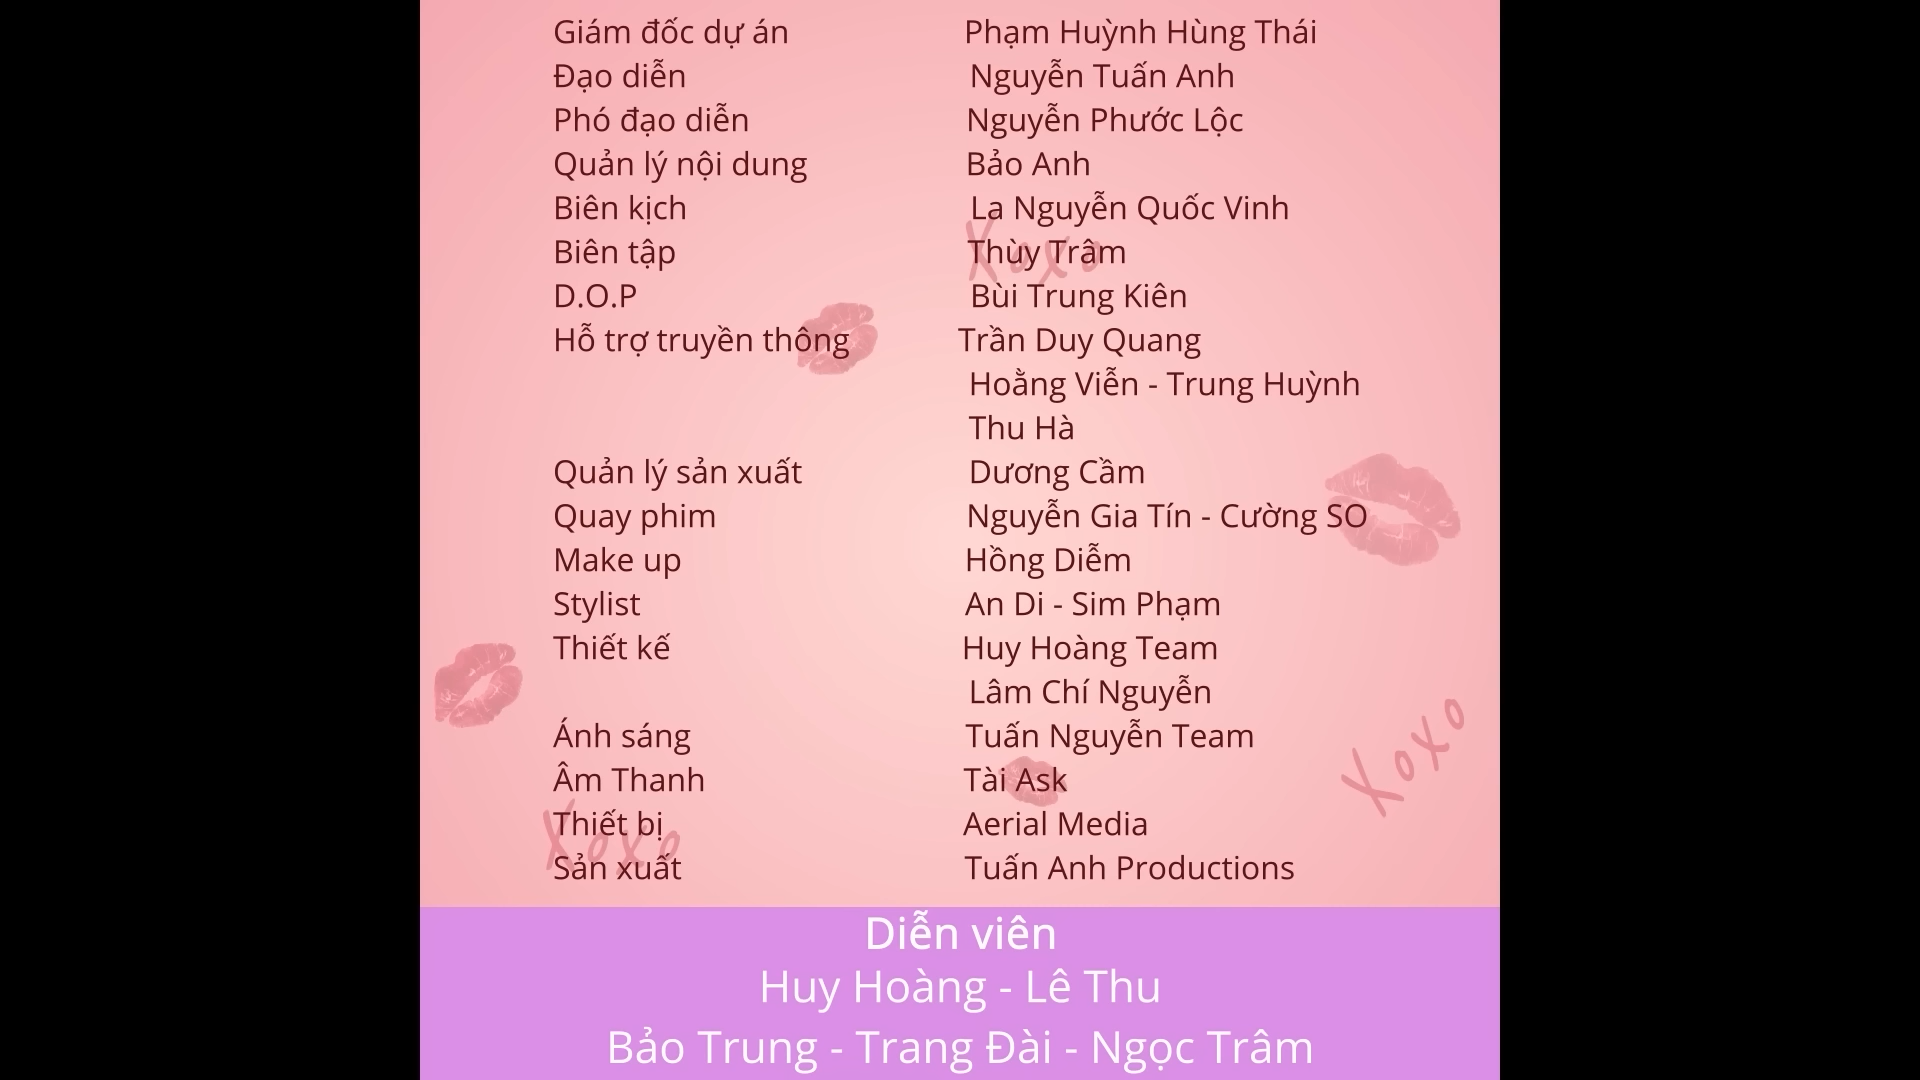 Giám đốc dự án Phạm Huỳnh Hùng Thái
Đạo diễn Nguyễn Tuấn Anh
Phó đạo diễn Nguyễn Phước Lộc
Quản lý nội dung Bảo Anh
Biên kịch La Nguyễn Quốc Vinh
Biên tập Thùy Trâm
Xoxo
D.O.P Bùi Trung Kiên
Hỗ trợ truyền thông Trần Duy Quang
Hoằng Viễn - Trung Huỳnh
Thu Hà
Quản lý sản xuất Dương Cầm
Quay phim Nguyễn Gia Tín - Cường SO
Make up Hồng Diễm
Stylist An Di - Sim Phạm
Thiết kế Huy Hoàng Team
Lâm Chí Nguyễn
Ánh sáng Tuấn Nguyễn Team
Âm Thanh Tài Ask
Xoxo
Thiết bị Aerial Media
Xoxo
Sản xuất Tuấn Anh Productions
Diễn viên
Huy Hoàng - Lê Thu
Bảo Trung - Trang Đài - Ngọc Trâm